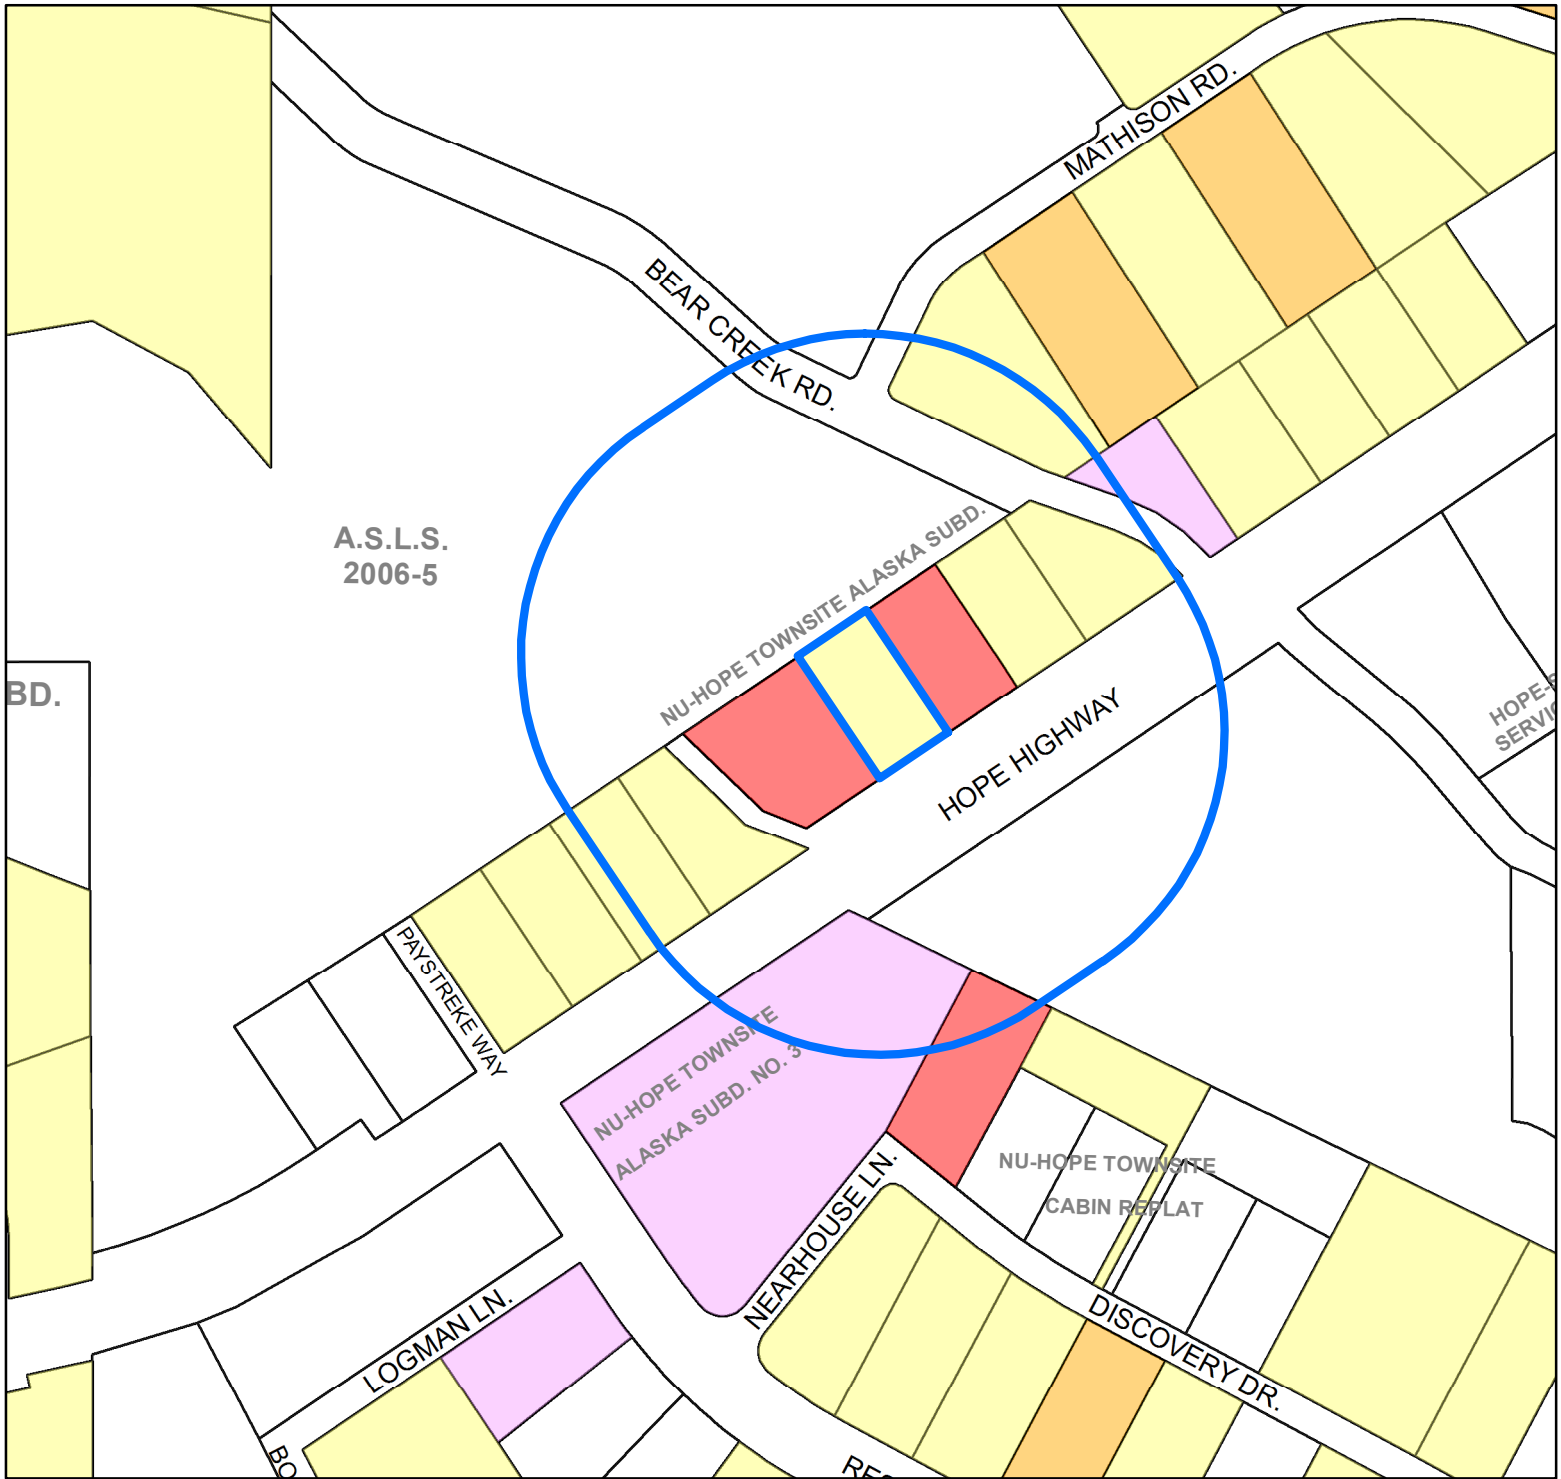 MATHISON RD.
BEAR CREEK RD.
A.S.L.S.
2006-5
NU-HOPE TOWNSITE ALASKA SUBD.
BD.
HOPE HIGHWAY
PAYSTREKE WAY
NU-HOPE TOWNSITE
ALASKA SUBD. NO. 3
NU-HOPE TOWNSITE
CABIN REPLAT
NEARHOUSE LN.
DISCOVERY DR.
LOGMAN LN.
BO